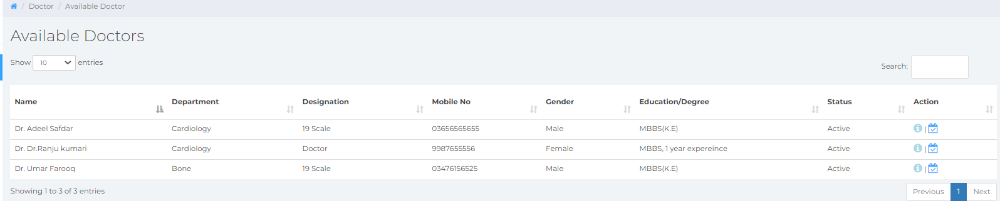 / Doctor / Available Doctor
Available Doctors
Show 10 entries
Search:
Name Department Designation Mobile No Gender Education/Degree Status Action
Dr. Adeel Safdar Cardiology 19 Scale 03656565655 Male MBBS(K.E) Active |
Dr. Dr.Ranju kumari Cardiology Doctor 9987655556 Female MBBS, 1 year expereince Active |
Dr. Umar Farooq Bone 19 Scale 03476156525 Male MBBS(K.E) Active |
Showing 1 to 3 of 3 entries
Previous 1 Next